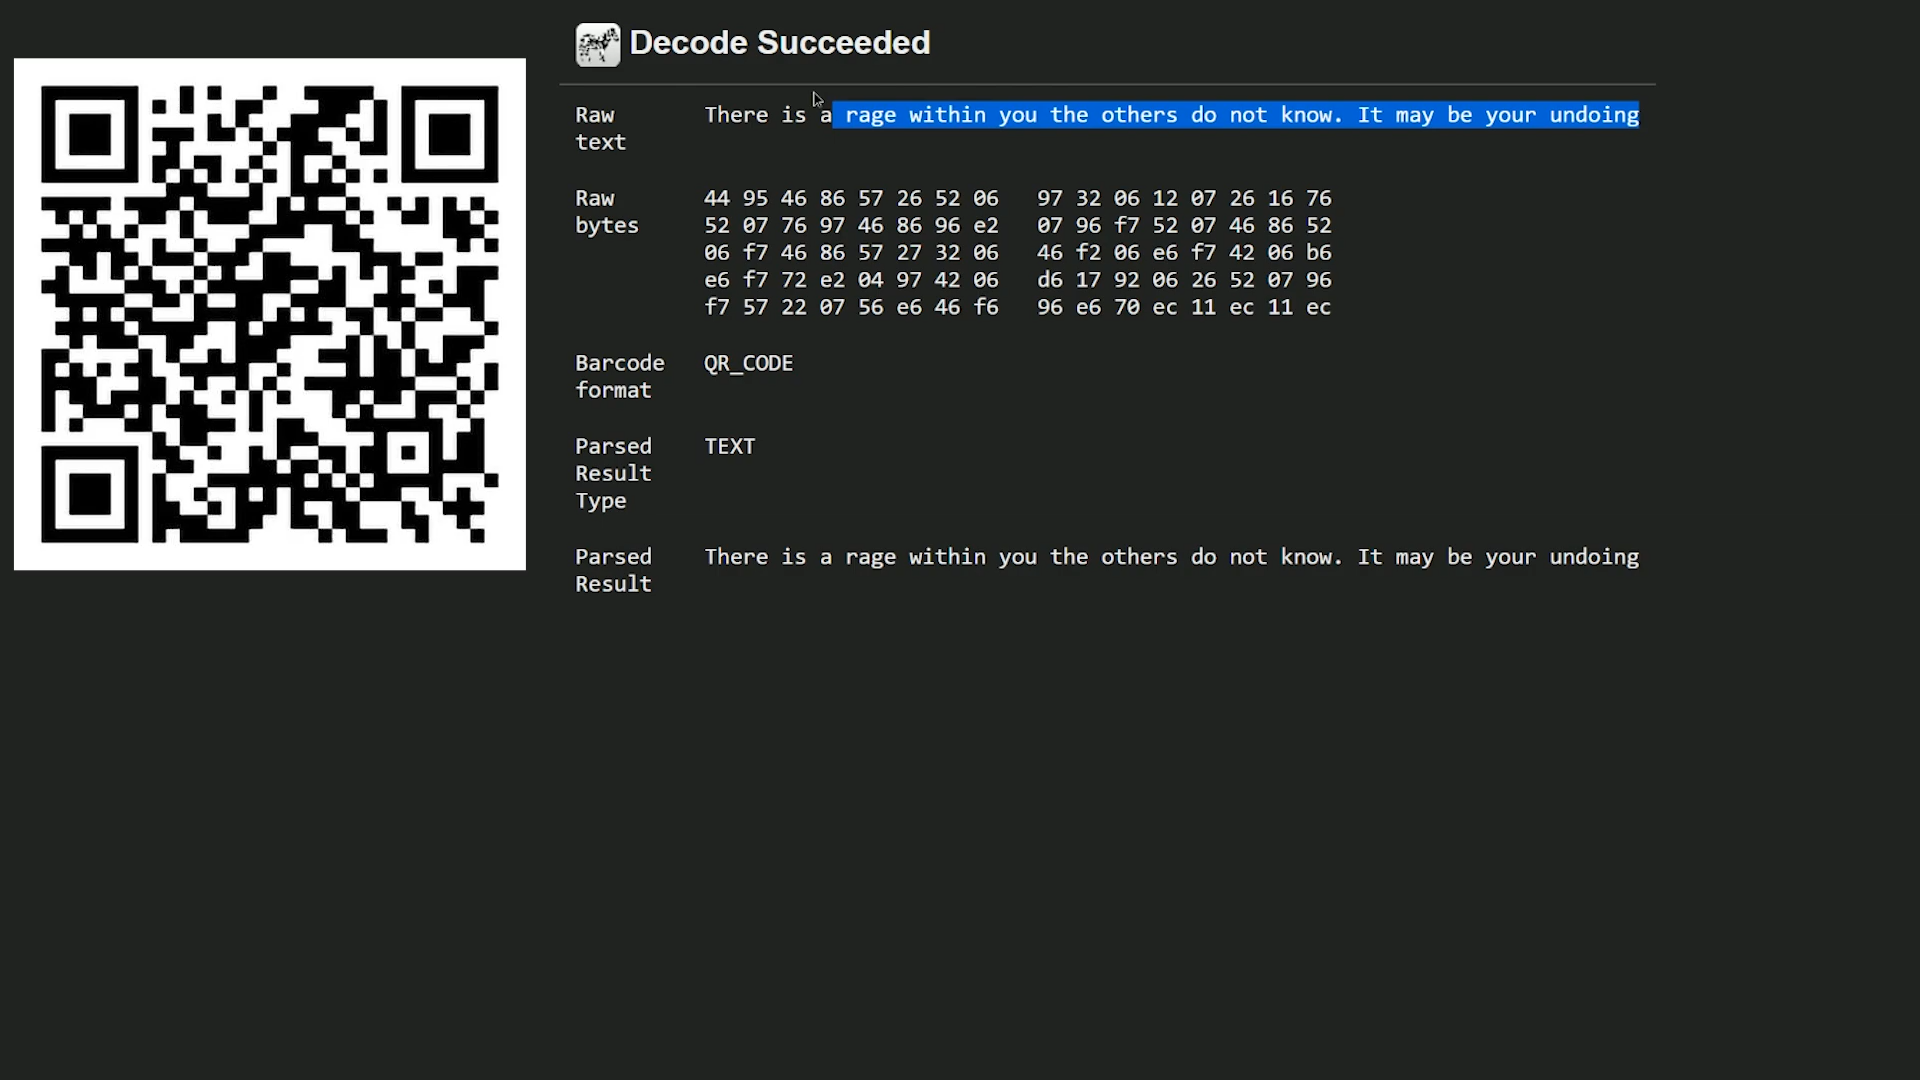 Decode Succeeded
Raw text
There is a rage within you the others do not know. It may be your undoing
Raw bytes
44 95 46 86 57 26 52 06 97 32 06 12 07 26 16 76
52 07 76 97 46 86 96 e2 07 96 f7 52 07 46 86 52
06 f7 46 86 57 27 32 06 46 f2 06 e6 f7 42 06 b6
e6 f7 72 e2 04 97 42 06 d6 17 92 06 26 52 07 96
f7 57 22 07 56 e6 46 f6 96 e6 70 ec 11 ec 11 ec
Barcode format
QR_CODE
Parsed Result Type
TEXT
Parsed Result
There is a rage within you the others do not know. It may be your undoing